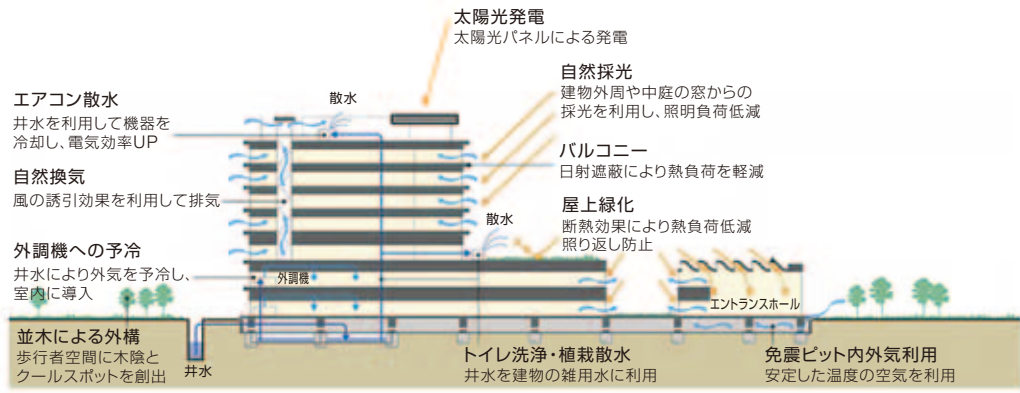 太陽光発電
太陽光パネルによる発電
自然採光
建物外周や中庭の窓からの
採光を利用し、照明負荷低減
エアコン散水
井水を利用して機器を
冷却し、電気効率UP
散水
バルコニー
日射遮蔽により熱負荷を軽減
自然換気
風の誘引効果を利用して排気
散水
屋上緑化
断熱効果により熱負荷低減
照り返し防止
外調機への予冷
井水により外気を予冷し、
室内に導入
外調機
エントランスホール
並木による外構
歩行者空間に木陰と
クールスポットを創出
井水
トイレ洗浄・植栽散水
井水を建物の雑用水に利用
免震ピット内外気利用
安定した温度の空気を利用